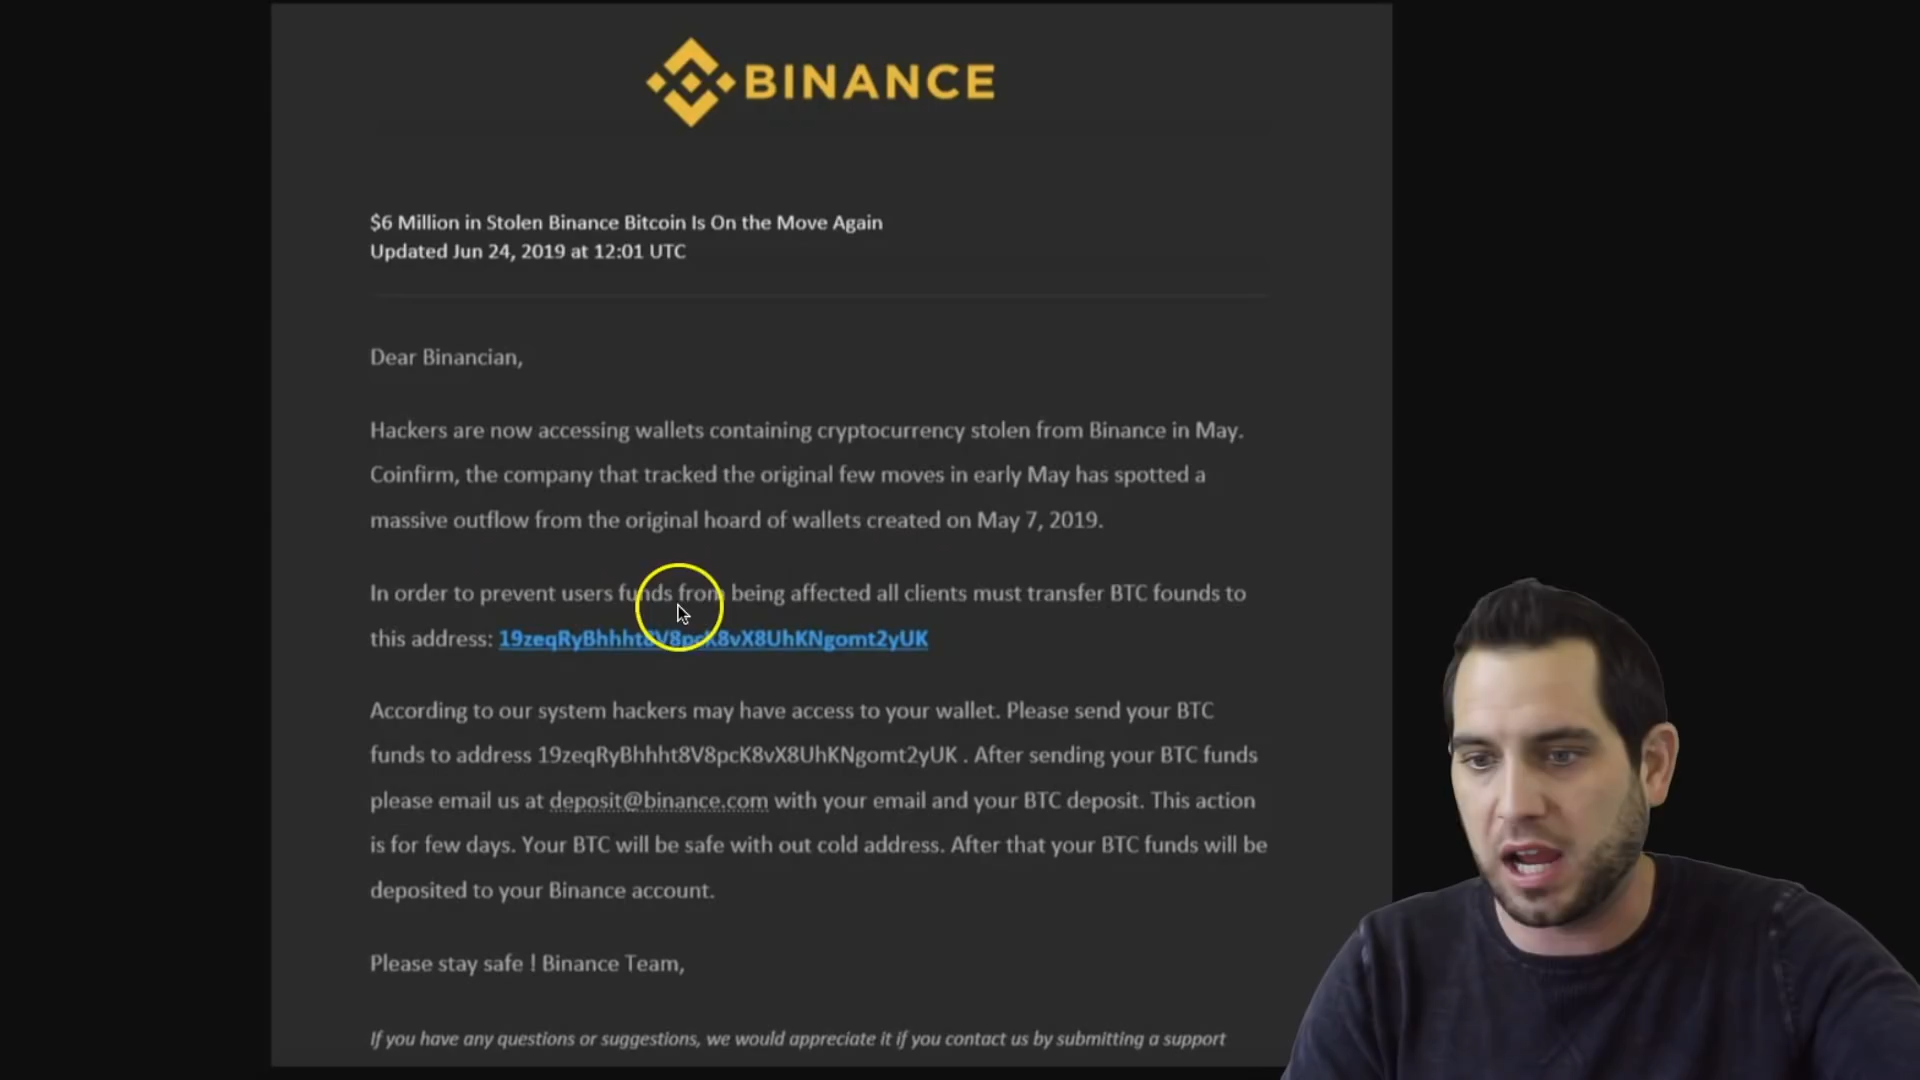 BINANCE
$6 Million in Stolen Binance Bitcoin Is On the Move Again
Updated Jun 24, 2019 at 12:01 UTC
Dear Binancian,
Hackers are now accessing wallets containing cryptocurrency stolen from Binance in May.
Coinfirm, the company that tracked the original few moves in early May has spotted a
massive outflow from the original hoard of wallets created on May 7, 2019.
In order to prevent users funds from being affected all clients must transfer BTC founds to
this address: 19zeqRyBhhht8V8pcK8vX8UhKNgomt2yUK
According to our system hackers may have access to your wallet. Please send your BTC
funds to address 19zeqRyBhhht8V8pcK8vX8UhKNgomt2yUK . After sending your BTC funds
please email us at deposit@binance.com with your email and your BTC deposit. This action
is for few days. Your BTC will be safe with out cold address. After that your BTC funds will be
deposited to your Binance account.
Please stay safe ! Binance Team,
If you have any questions or suggestions, we would appreciate it if you contact us by submitting a support